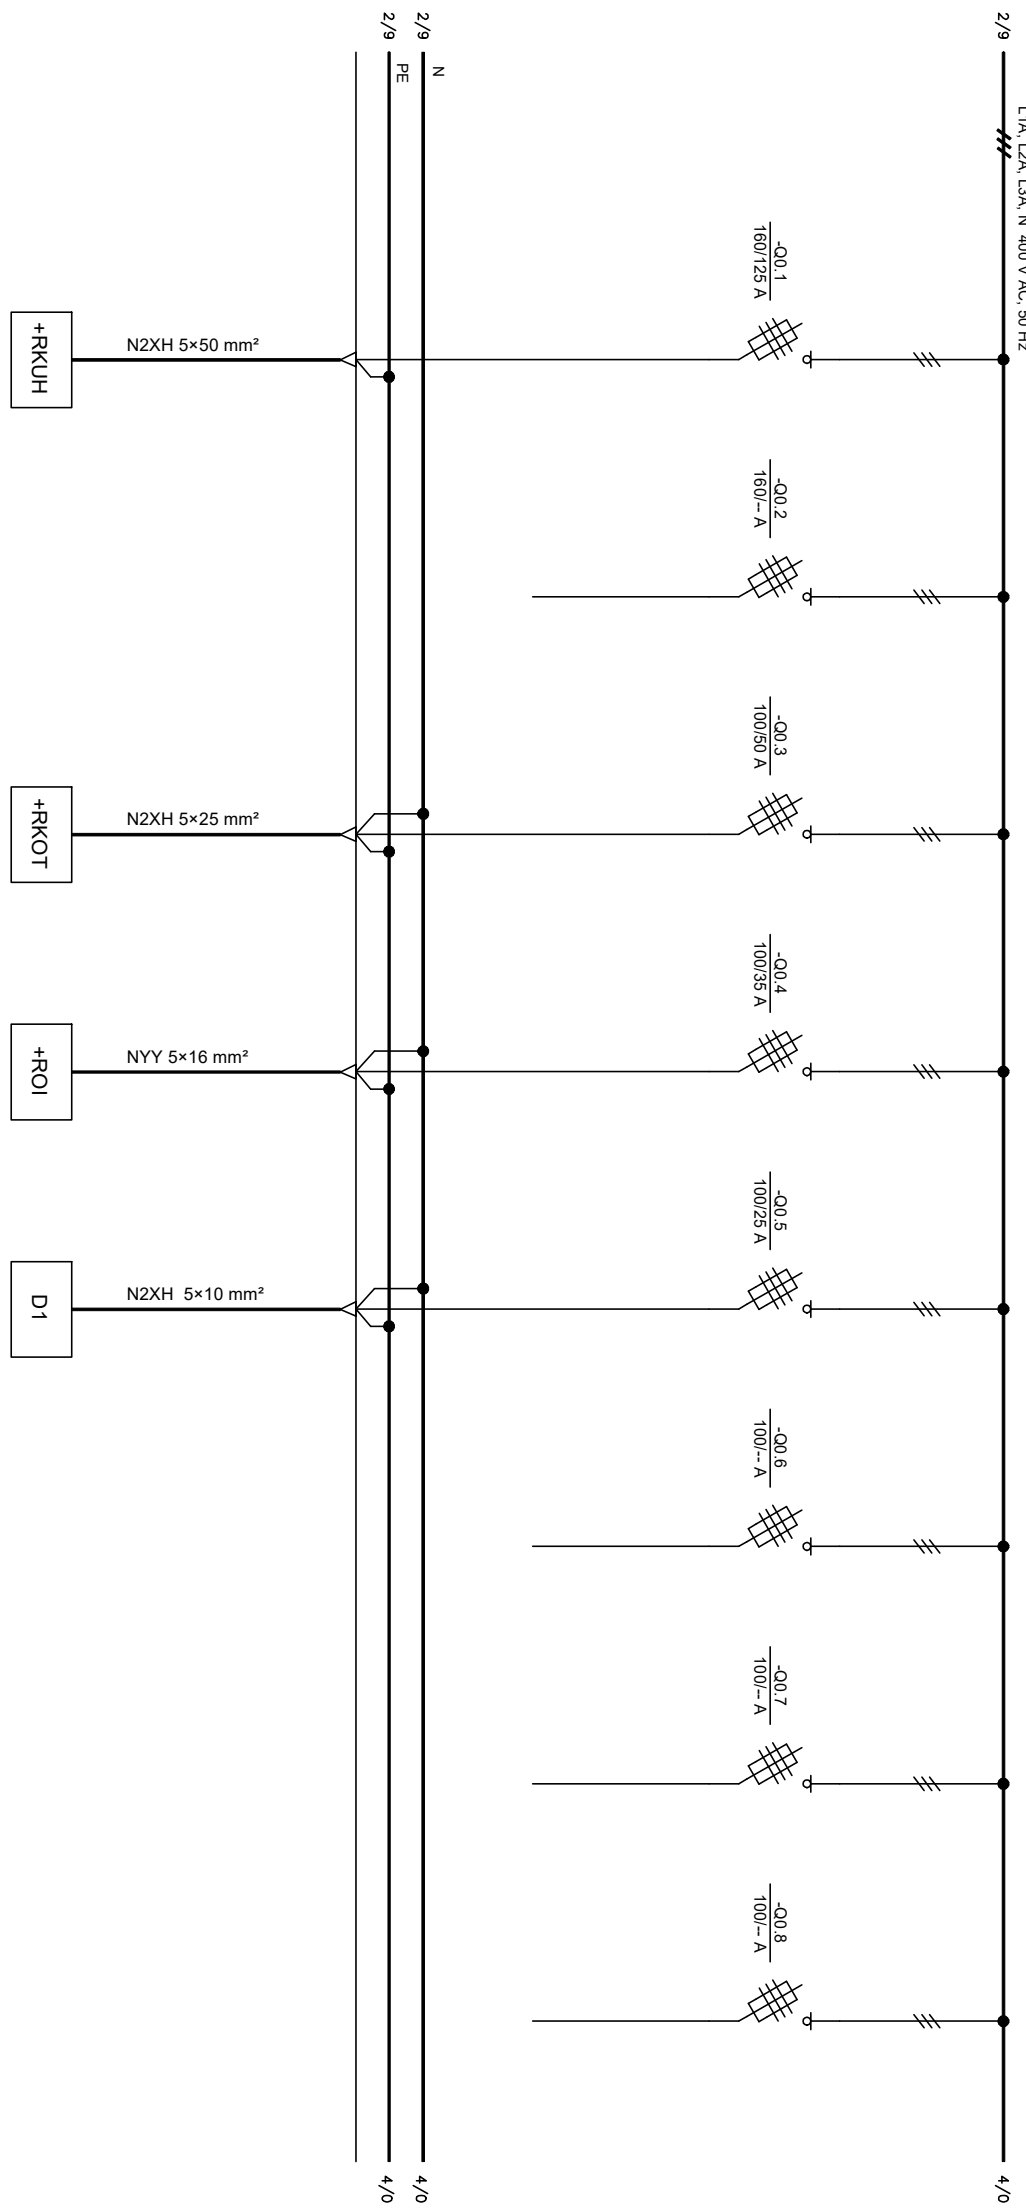 2/9
L1A, L2A, L3A, N 400 V AC, 50 Hz
4/0
-Q0.1
160/125 A
-Q0.2
160/-- A
-Q0.3
100/50 A
-Q0.4
100/35 A
-Q0.5
100/25 A
-Q0.6
100/-- A
-Q0.7
100/-- A
-Q0.8
100/-- A
2/9
N
4/0
2/9
PE
4/0
N2XH 5×50 mm²
N2XH 5×25 mm²
NYY 5×16 mm²
N2XH 5×10 mm²
+RKUH
+RKOT
+ROI
D1